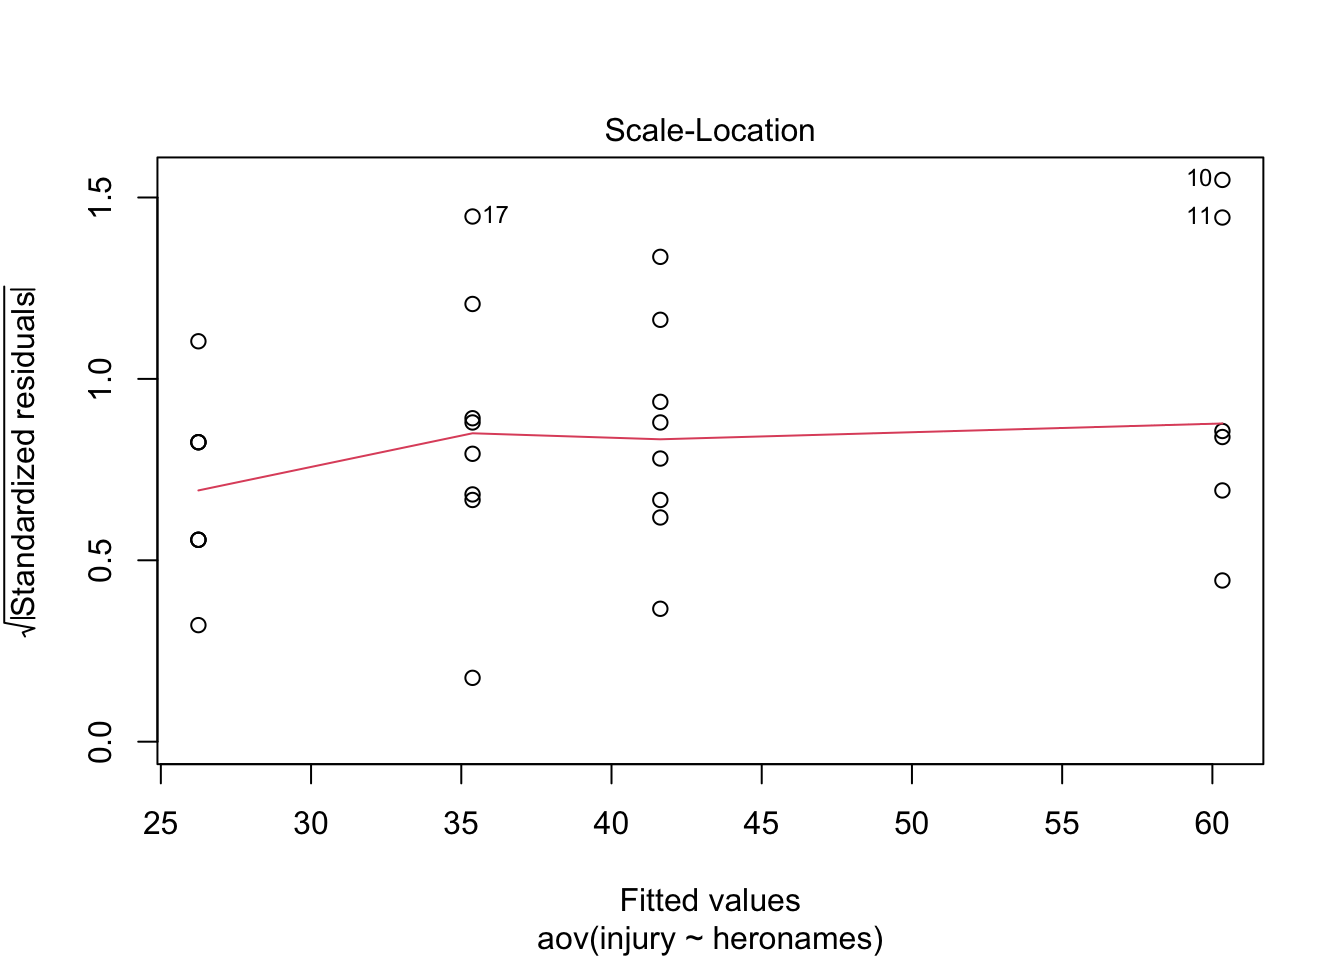 Scale-Location
√|Standardized residuals|
1.5
1.0
0.5
0.0
10
11
17
25 30 35 40 45 50 55 60
Fitted values
aov(injury ~ heronames)